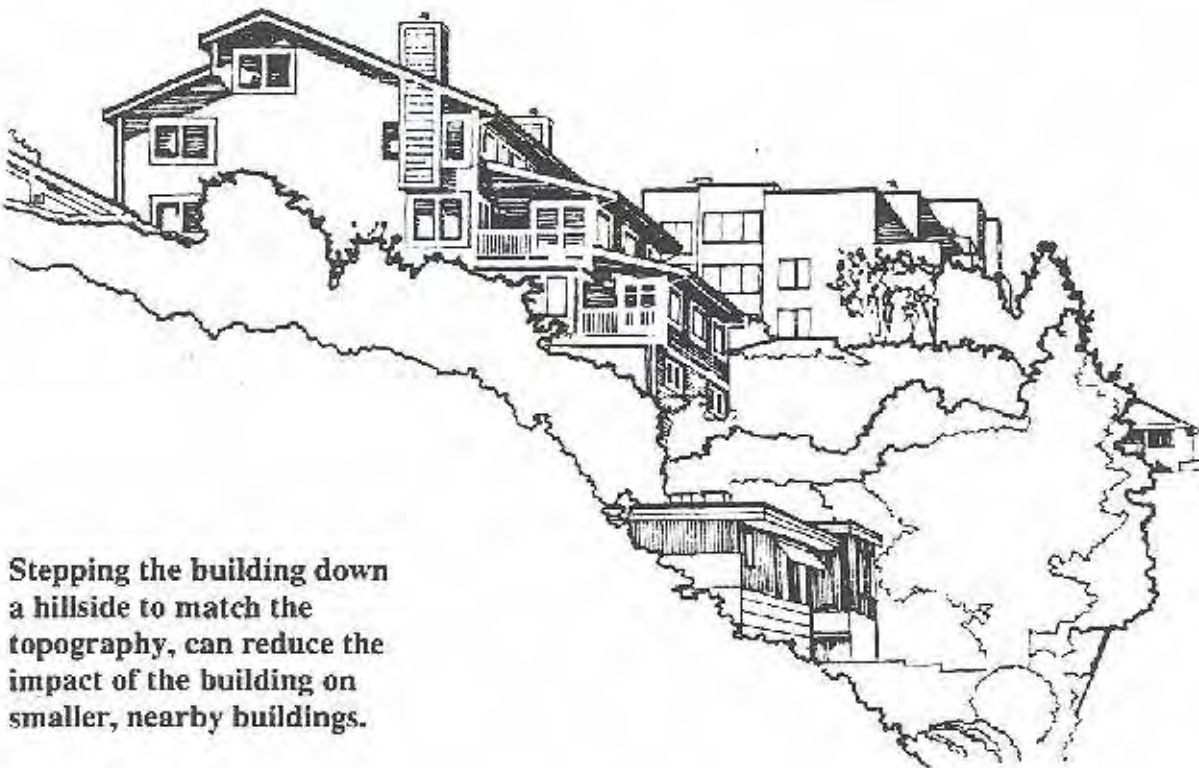 Stepping the building down
a hillside to match the
topography, can reduce the
impact of the building on
smaller, nearby buildings.